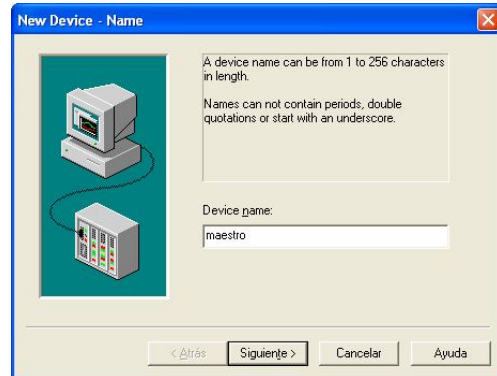 New Device - Name
A device name can be from 1 to 256 characters
in length.
Names can not contain periods, double
quotations or start with an underscore.
Device name:
maestro
< Atrás
Siguiente >
Cancelar
Ayuda